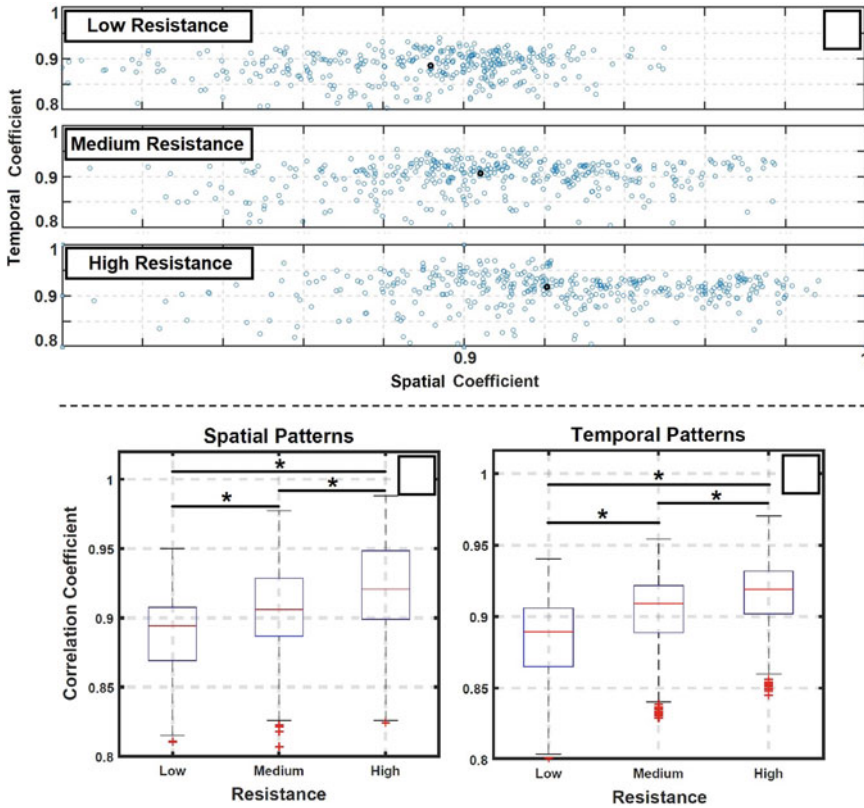 Low Resistance
1
0.9
0.8
Medium Resistance
1
0.9
0.8
High Resistance
1
0.9
0.8
Temporal Coefficient
0.9
1
Spatial Coefficient
Spatial Patterns
*
*
*
1
0.95
0.9
0.85
0.8
Correlation Coefficient
Low
Medium
High
Resistance
Temporal Patterns
*
*
*
1
0.95
0.9
0.85
0.8
Low
Medium
High
Resistance